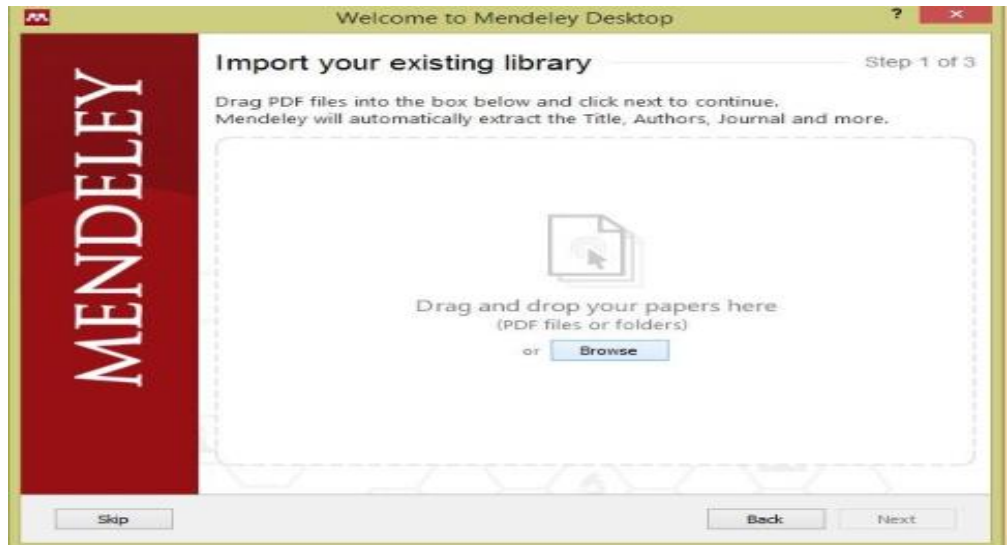 Welcome to Mendeley Desktop
?
×
MENDELEY
Import your existing library
Step 1 of 3
Drag PDF files into the box below and click next to continue.
Mendeley will automatically extract the Title, Authors, Journal and more.
Drag and drop your papers here
(PDF files or folders)
or Browse
Skip
Back
Next